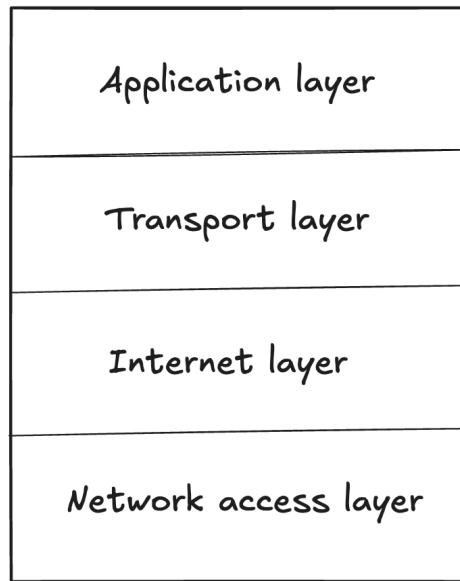 Application layer
Transport layer
Internet layer
Network access layer